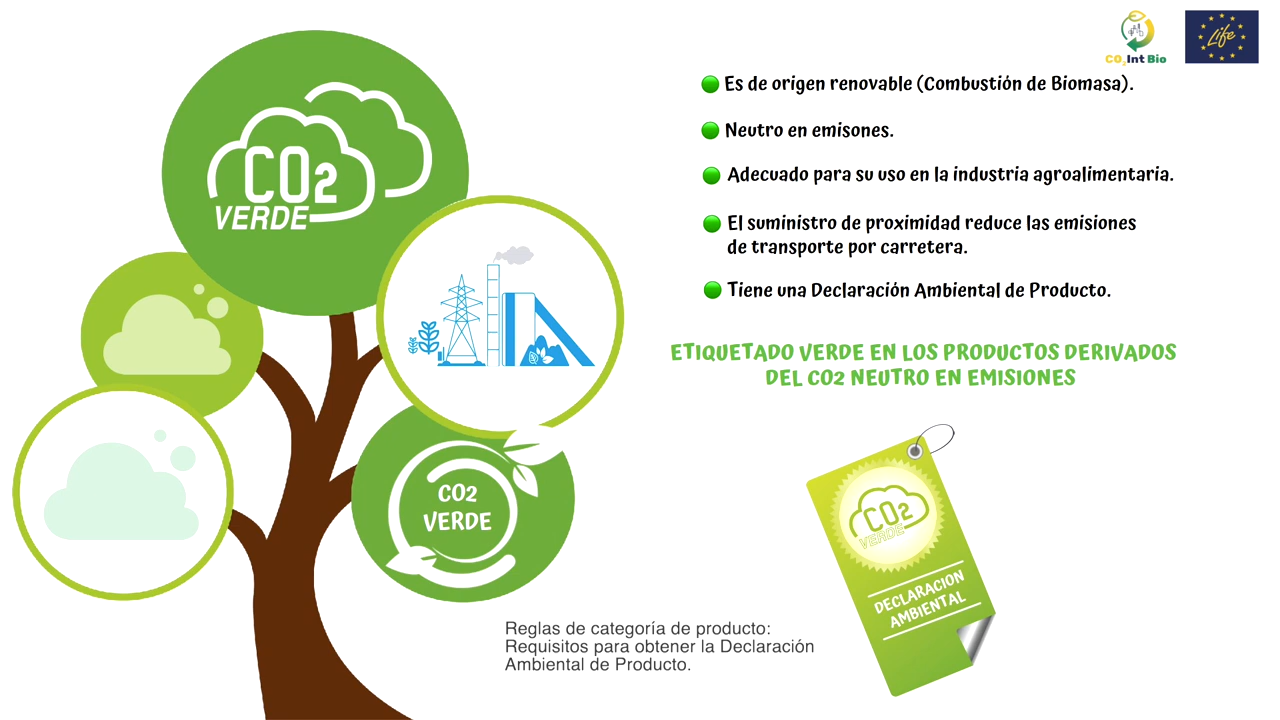 CO2
VERDE
CO2
VERDE
CO2Int Bio
Life
Es de origen renovable (Combustión de Biomasa).
Neutro en emisones.
Adecuado para su uso en la industria agroalimentaria.
El suministro de proximidad reduce las emisiones
de transporte por carretera.
Tiene una Declaración Ambiental de Producto.
ETIQUETADO VERDE EN LOS PRODUCTOS DERIVADOS
DEL CO2 NEUTRO EN EMISIONES
CO2
VERDE
DECLARACION
AMBIENTAL
Reglas de categoría de producto:
Requisitos para obtener la Declaración
Ambiental de Producto.